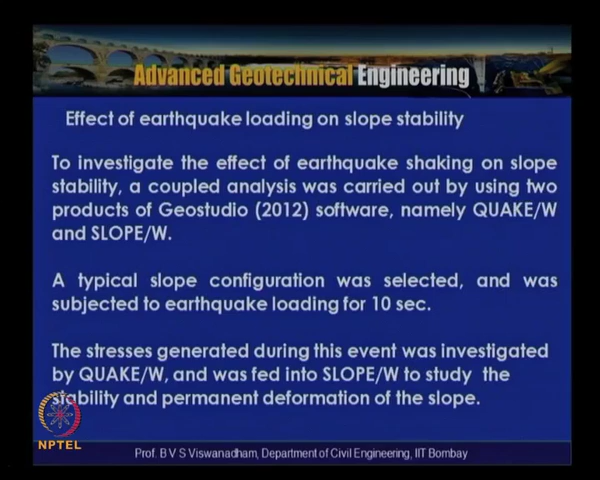 Advanced Geotechnical Engineering
Effect of earthquake loading on slope stability
To investigate the effect of earthquake shaking on slope
stability, a coupled analysis was carried out by using two
products of Geostudio (2012) software, namely QUAKE/W
and SLOPE/W.
A typical slope configuration was selected, and was
subjected to earthquake loading for 10 sec.
The stresses generated during this event was investigated
by QUAKE/W, and was fed into SLOPE/W to study the
stability and permanent deformation of the slope.
NPTEL
Prof. B V S Viswanadham, Department of Civil Engineering, IIT Bombay